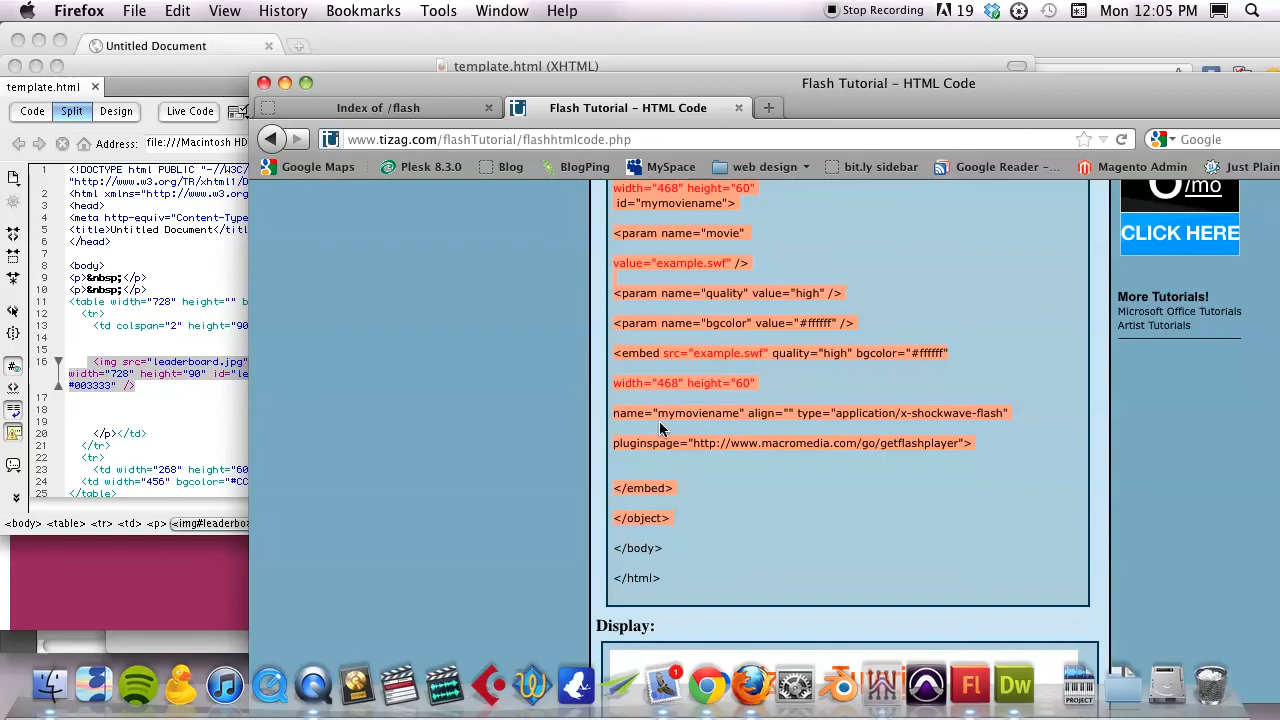 Firefox File Edit View History Bookmarks Tools Window Help Stop Recording 19 Mon 12:05 PM
Untitled Document
template.html (XHTML)
template.html
Flash Tutorial – HTML Code
Code Split Design Live Code
Index of /flash
Flash Tutorial – HTML Code
Address: file:///Macintosh HD
www.tizag.com/flashTutorial/flashhtmlcode.php
Google
Google Maps Plesk 8.3.0 Blog BlogPing MySpace web design bit.ly sidebar Google Reader – Magento Admin Just Plain
1 <!DOCTYPE html PUBLIC "-//W3C
"http://www.w3.org/TR/xhtml1/D
2 <html xmlns="http://www.w3.org
3 <head>
4 <meta http-equiv="Content-Type
5 <title>Untitled Document</titl
6 </head>
7
8 <body>
9 <p>&nbsp;</p>
10 <p>&nbsp;</p>
11 <table width="728" height="" b
12 <tr>
13 <td colspan="2" height="90
14
15
16 <img src="leaderboard.jpg"
width="728" height="90" id="le
#003333" />
17
18
19
20 </p></td>
21 </tr>
22 <tr>
23 <td width="268" height="60
24 <td width="456" bgcolor="#CC
25 </table>
<body> <table> <tr> <td> <p> <img#leaderboa
width="468" height="60"
id="mymoviename">
<param name="movie"
value="example.swf" />
<param name="quality" value="high" />
<param name="bgcolor" value="#ffffff" />
<embed src="example.swf" quality="high" bgcolor="#ffffff"
width="468" height="60"
name="mymoviename" align="" type="application/x-shockwave-flash"
pluginspage="http://www.macromedia.com/go/getflashplayer">
</embed>
</object>
</body>
</html>
Display:
/mo
CLICK HERE
More Tutorials!
Microsoft Office Tutorials
Artist Tutorials
1
Fl
Dw
PIANO